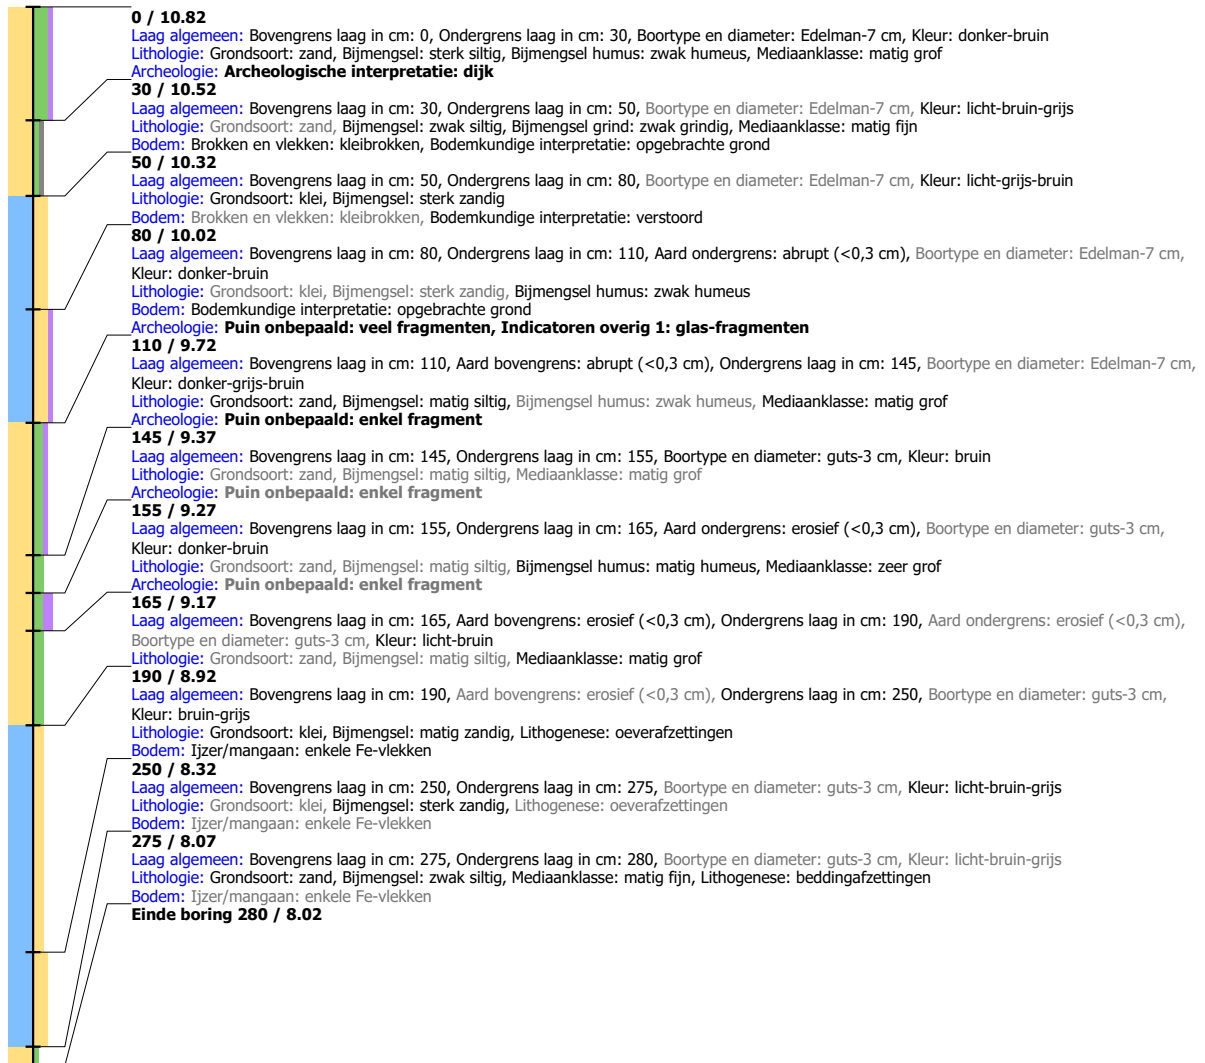 0 / 10.82
Laag algemeen: Bovengrens laag in cm: 0, Ondergrens laag in cm: 30, Boortype en diameter: Edelman-7 cm, Kleur: donker-bruin
Lithologie: Grondsoort: zand, Bijmengsel: sterk siltig, Bijmengsel humus: zwak humeus, Mediaanklasse: matig grof
Archeologie: Archeologische interpretatie: dijk
30 / 10.52
Laag algemeen: Bovengrens laag in cm: 30, Ondergrens laag in cm: 50, Boortype en diameter: Edelman-7 cm, Kleur: licht-bruin-grijs
Lithologie: Grondsoort: zand, Bijmengsel: zwak siltig, Bijmengsel grind: zwak grindig, Mediaanklasse: matig fijn
Bodem: Brokken en vlekken: kleibrokken, Bodemkundige interpretatie: opgebrachte grond
50 / 10.32
Laag algemeen: Bovengrens laag in cm: 50, Ondergrens laag in cm: 80, Boortype en diameter: Edelman-7 cm, Kleur: licht-grijs-bruin
Lithologie: Grondsoort: klei, Bijmengsel: sterk zandig
Bodem: Brokken en vlekken: kleibrokken, Bodemkundige interpretatie: verstoord
80 / 10.02
Laag algemeen: Bovengrens laag in cm: 80, Ondergrens laag in cm: 110, Aard ondergrens: abrupt (<0,3 cm), Boortype en diameter: Edelman-7 cm,
Kleur: donker-bruin
Lithologie: Grondsoort: klei, Bijmengsel: sterk zandig, Bijmengsel humus: zwak humeus
Bodem: Bodemkundige interpretatie: opgebrachte grond
Archeologie: Puin onbepaald: veel fragmenten, Indicatoren overig 1: glas-fragmenten
110 / 9.72
Laag algemeen: Bovengrens laag in cm: 110, Aard bovengrens: abrupt (<0,3 cm), Ondergrens laag in cm: 145, Boortype en diameter: Edelman-7 cm,
Kleur: donker-grijs-bruin
Lithologie: Grondsoort: zand, Bijmengsel: matig siltig, Bijmengsel humus: zwak humeus, Mediaanklasse: matig grof
Archeologie: Puin onbepaald: enkel fragment
145 / 9.37
Laag algemeen: Bovengrens laag in cm: 145, Ondergrens laag in cm: 155, Boortype en diameter: guts-3 cm, Kleur: bruin
Lithologie: Grondsoort: zand, Bijmengsel: matig siltig, Mediaanklasse: matig grof
Archeologie: Puin onbepaald: enkel fragment
155 / 9.27
Laag algemeen: Bovengrens laag in cm: 155, Ondergrens laag in cm: 165, Aard ondergrens: erosief (<0,3 cm), Boortype en diameter: guts-3 cm,
Kleur: donker-bruin
Lithologie: Grondsoort: zand, Bijmengsel: matig siltig, Bijmengsel humus: matig humeus, Mediaanklasse: zeer grof
Archeologie: Puin onbepaald: enkel fragment
165 / 9.17
Laag algemeen: Bovengrens laag in cm: 165, Aard bovengrens: erosief (<0,3 cm), Ondergrens laag in cm: 190, Aard ondergrens: erosief (<0,3 cm),
Boortype en diameter: guts-3 cm, Kleur: licht-bruin
Lithologie: Grondsoort: zand, Bijmengsel: matig siltig, Mediaanklasse: matig grof
190 / 8.92
Laag algemeen: Bovengrens laag in cm: 190, Aard bovengrens: erosief (<0,3 cm), Ondergrens laag in cm: 250, Boortype en diameter: guts-3 cm,
Kleur: bruin-grijs
Lithologie: Grondsoort: klei, Bijmengsel: matig zandig, Lithogenese: oeverafzettingen
Bodem: Ijzer/mangaan: enkele Fe-vlekken
250 / 8.32
Laag algemeen: Bovengrens laag in cm: 250, Ondergrens laag in cm: 275, Boortype en diameter: guts-3 cm, Kleur: licht-bruin-grijs
Lithologie: Grondsoort: klei, Bijmengsel: sterk zandig, Lithogenese: oeverafzettingen
Bodem: Ijzer/mangaan: enkele Fe-vlekken
275 / 8.07
Laag algemeen: Bovengrens laag in cm: 275, Ondergrens laag in cm: 280, Boortype en diameter: guts-3 cm, Kleur: licht-bruin-grijs
Lithologie: Grondsoort: zand, Bijmengsel: zwak siltig, Mediaanklasse: matig fijn, Lithogenese: beddingafzettingen
Bodem: Ijzer/mangaan: enkele Fe-vlekken
Einde boring 280 / 8.02